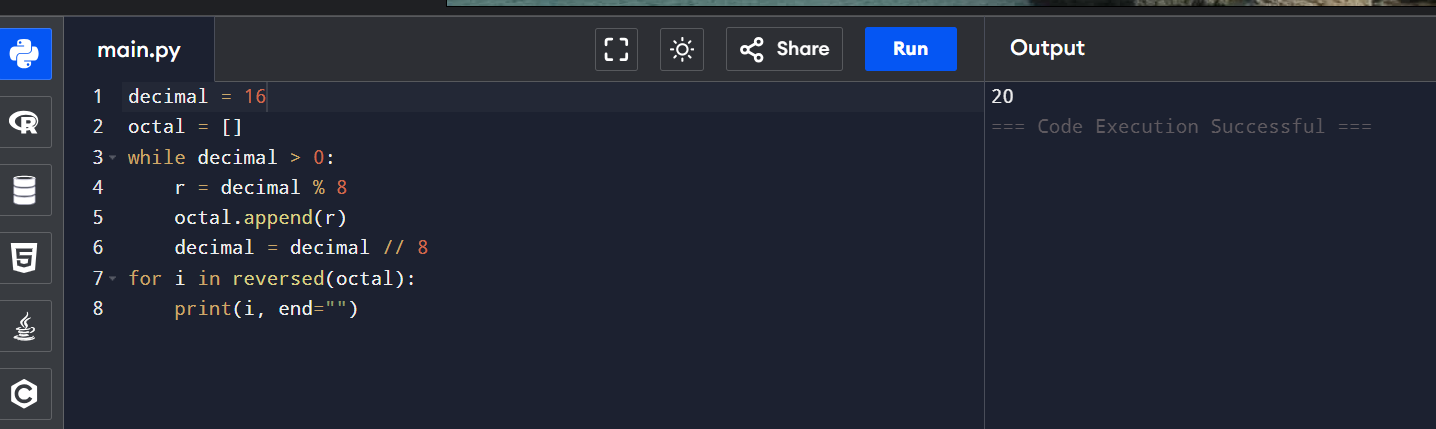 main.py
Share
Run
Output
1 decimal = 16
2 octal = []
3 while decimal > 0:
4     r = decimal % 8
5     octal.append(r)
6     decimal = decimal // 8
7 for i in reversed(octal):
8     print(i, end="")
20
=== Code Execution Successful ===
R
5
C